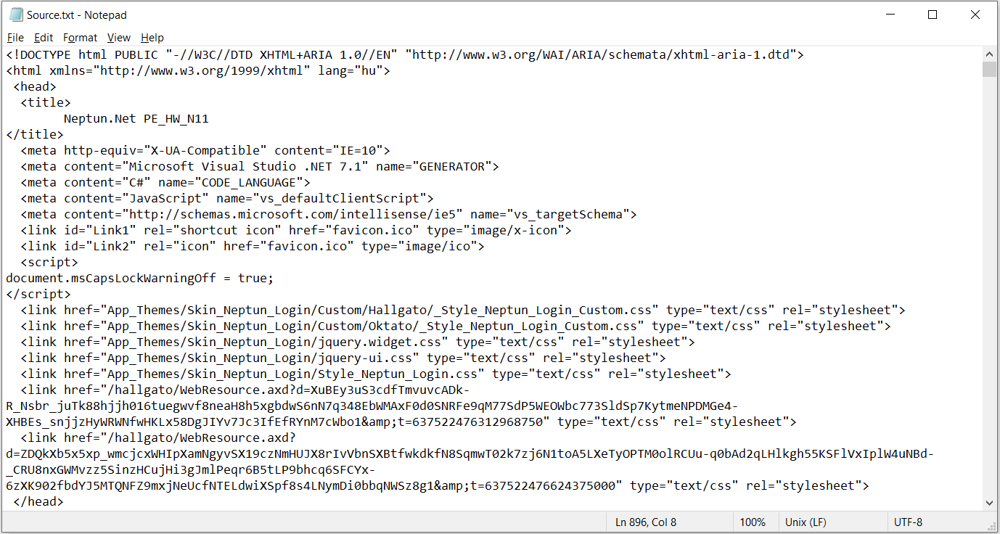 Source.txt - Notepad
File Edit Format View Help
<!DOCTYPE html PUBLIC "-//W3C//DTD XHTML+ARIA 1.0//EN" "http://www.w3.org/WAI/ARIA/schemata/xhtml-aria-1.dtd">
<html xmlns="http://www.w3.org/1999/xhtml" lang="hu">
 <head>
  <title>
        Neptun.Net PE_HW_N11
</title>
  <meta http-equiv="X-UA-Compatible" content="IE=10">
  <meta content="Microsoft Visual Studio .NET 7.1" name="GENERATOR">
  <meta content="C#" name="CODE_LANGUAGE">
  <meta content="JavaScript" name="vs_defaultClientScript">
  <meta content="http://schemas.microsoft.com/intellisense/ie5" name="vs_targetSchema">
  <link id="Link1" rel="shortcut icon" href="favicon.ico" type="image/x-icon">
  <link id="Link2" rel="icon" href="favicon.ico" type="image/ico">
  <script>
document.msCapsLockWarningOff = true;
</script>
  <link href="App_Themes/Skin_Neptun_Login/Custom/Hallgato/_Style_Neptun_Login_Custom.css" type="text/css" rel="stylesheet">
  <link href="App_Themes/Skin_Neptun_Login/Custom/Oktato/_Style_Neptun_Login_Custom.css" type="text/css" rel="stylesheet">
  <link href="App_Themes/Skin_Neptun_Login/jquery.widget.css" type="text/css" rel="stylesheet">
  <link href="App_Themes/Skin_Neptun_Login/jquery-ui.css" type="text/css" rel="stylesheet">
  <link href="App_Themes/Skin_Neptun_Login/Style_Neptun_Login.css" type="text/css" rel="stylesheet">
  <link href="/hallgato/WebResource.axd?d=XuBEy3uS3cdfTmvuvcADk-
R_Nsbr_juTk88hjjh016tuegwvf8neaH8h5xgbdwS6nN7q348EbWMAxF0d0SNRFe9qM77SdP5WEOWbc773SldSp7KytmeNPDMGe4-
XHBEs_snjjzHyWRWNfwHKLx58DgJIYv7Jc3IfEfRYnM7cWbo1&amp;t=637522476312968750" type="text/css" rel="stylesheet">
  <link href="/hallgato/WebResource.axd?
d=ZDQkXb5x5xp_wmcjcxWHIpXamNgyvSX19czNmHUJX8rIvVbnSXBtfwkdkfN8SqmwT02k7zj6N1toA5LXeTyOPTM0olRCUu-q0bAd2qLHlkgh55KSFlVxIplW4uNBd-
_CRU8nxGWMvzz5SinzHCujHi3gJmlPeqr6B5tLP9bhcq6SFCYx-
6zXK902fbdYJ5MTQNFZ9mxjNeUcfNTELdwiXSpf8s4LNymDi0bbqNWSz8g1&amp;t=637522476624375000" type="text/css" rel="stylesheet">
 </head>
Ln 896, Col 8 100% Unix (LF) UTF-8